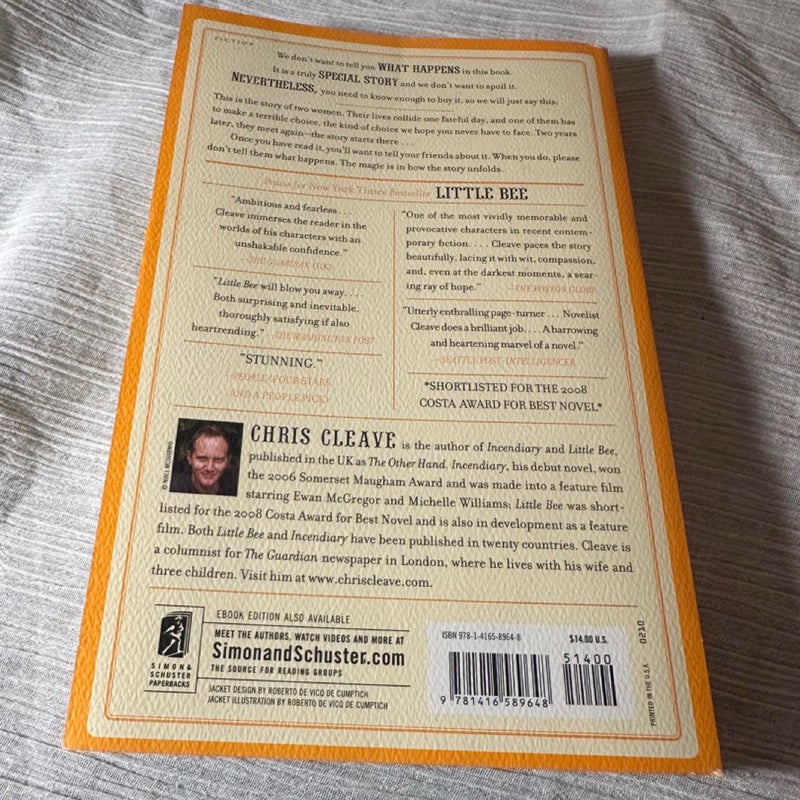 FICTION
We don't want to tell you WHAT HAPPENS in this book.
It is a truly SPECIAL STORY and we don't want to spoil it.
NEVERTHELESS, you need to know enough to buy it, so we will just say this:
This is the story of two women. Their lives collide one fateful day, and one of them has
to make a terrible choice, the kind of choice we hope you never have to face. Two years
later, they meet again—the story starts there . . .
Once you have read it, you'll want to tell your friends about it. When you do, please
don't tell them what happens. The magic is in how the story unfolds.
Praise for New York Times Bestseller LITTLE BEE
"Ambitious and fearless. . . .
Cleave immerses the reader in the
worlds of his characters with an
unshakable confidence."
—THE GUARDIAN (UK)
"Little Bee will blow you away. . . .
Both surprising and inevitable,
thoroughly satisfying if also
heartrending." —THE WASHINGTON POST
"STUNNING."
—PEOPLE (FOUR STARS
AND A PEOPLE PICK)
"One of the most vividly memorable and
provocative characters in recent contem-
porary fiction. . . . Cleave paces the story
beautifully, lacing it with wit, compassion,
and, even at the darkest moments, a sear-
ing ray of hope." —THE BOSTON GLOBE
"Utterly enthralling page-turner . . . Novelist
Cleave does a brilliant job. . . . A harrowing
and heartening marvel of a novel."
—SEATTLE POST-INTELLIGENCER
*SHORTLISTED FOR THE 2008
COSTA AWARD FOR BEST NOVEL*
© NIALL MCDIARMID
CHRIS CLEAVE is the author of Incendiary and Little Bee,
published in the UK as The Other Hand. Incendiary, his debut novel, won
the 2006 Somerset Maugham Award and was made into a feature film
starring Ewan McGregor and Michelle Williams; Little Bee was short-
listed for the 2008 Costa Award for Best Novel and is also in development as a feature
film. Both Little Bee and Incendiary have been published in twenty countries. Cleave is
a columnist for The Guardian newspaper in London, where he lives with his wife and
three children. Visit him at www.chriscleave.com.
SIMON &
SCHUSTER
PAPERBACKS
EBOOK EDITION ALSO AVAILABLE
MEET THE AUTHORS, WATCH VIDEOS AND MORE AT
SimonandSchuster.com
THE SOURCE FOR READING GROUPS
JACKET DESIGN BY ROBERTO DE VICQ DE CUMPTICH
JACKET ILLUSTRATION BY ROBERTO DE VICQ DE CUMPTICH
ISBN 978-1-4165-8964-8 $14.00 U.S.
51400
9 781416 589648
0210
PRINTED IN THE U.S.A.